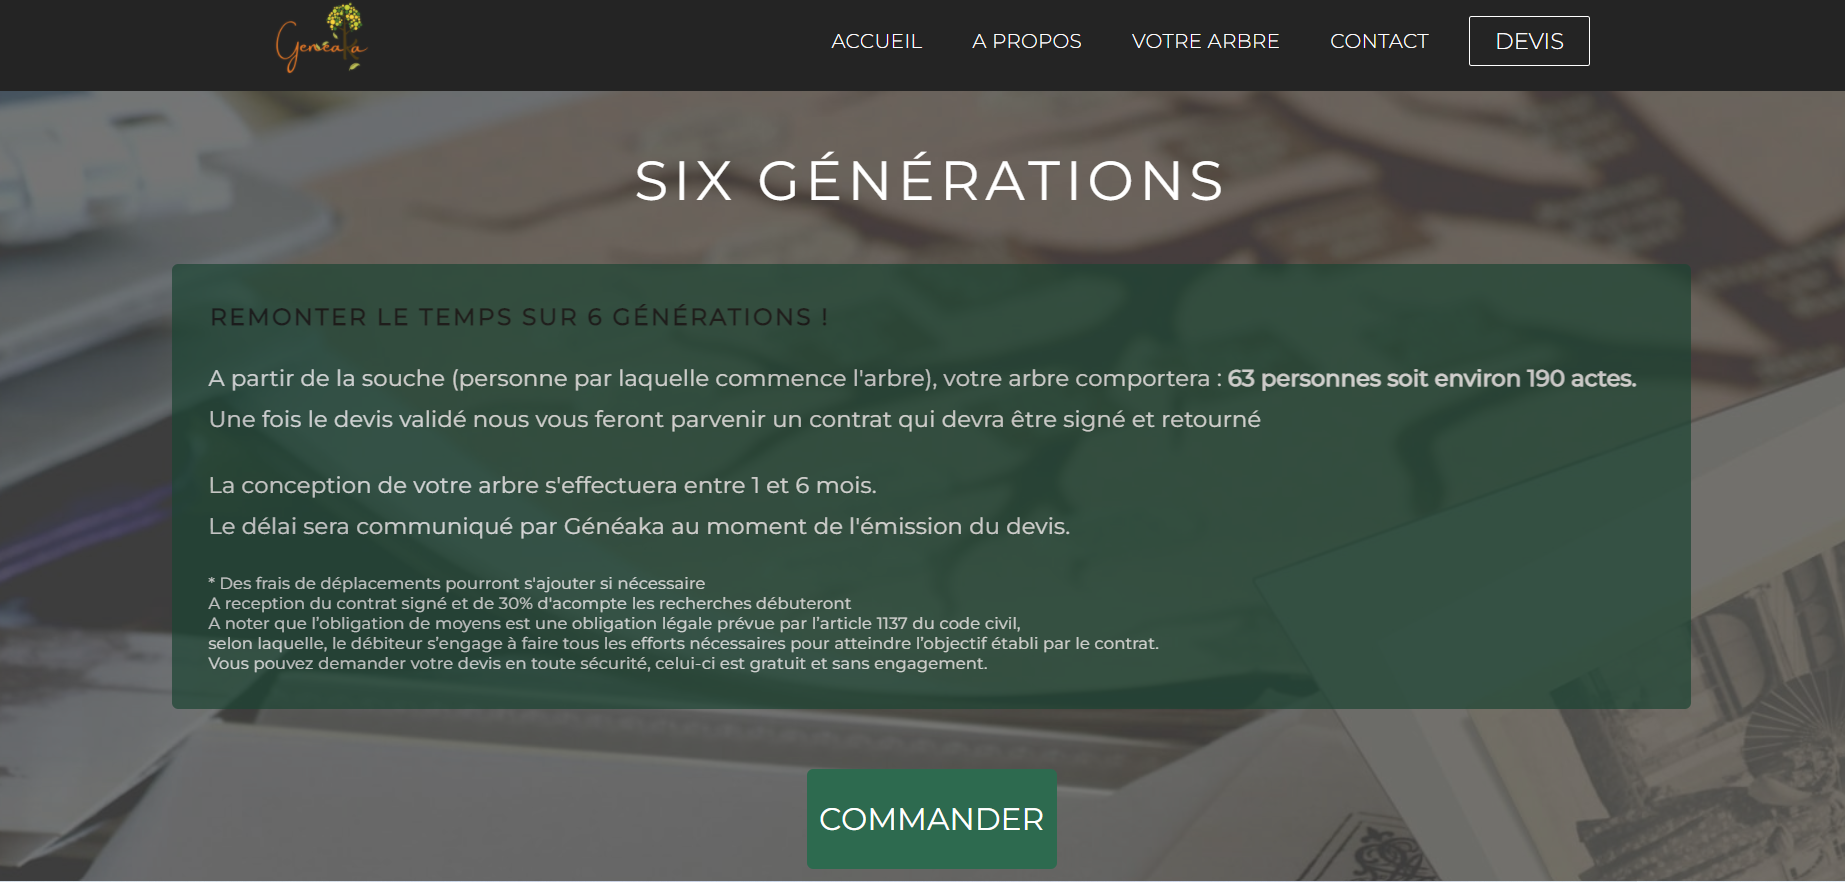 Genéaka
ACCUEIL A PROPOS VOTRE ARBRE CONTACT DEVIS
SIX GÉNÉRATIONS
REMONTER LE TEMPS SUR 6 GÉNÉRATIONS !
A partir de la souche (personne par laquelle commence l'arbre), votre arbre comportera : 63 personnes soit environ 190 actes.
Une fois le devis validé nous vous feront parvenir un contrat qui devra être signé et retourné
La conception de votre arbre s'effectuera entre 1 et 6 mois.
Le délai sera communiqué par Généaka au moment de l'émission du devis.
* Des frais de déplacements pourront s'ajouter si nécessaire
A reception du contrat signé et de 30% d'acompte les recherches débuteront
A noter que l’obligation de moyens est une obligation légale prévue par l’article 1137 du code civil,
selon laquelle, le débiteur s’engage à faire tous les efforts nécessaires pour atteindre l’objectif établi par le contrat.
Vous pouvez demander votre devis en toute sécurité, celui-ci est gratuit et sans engagement.
COMMANDER